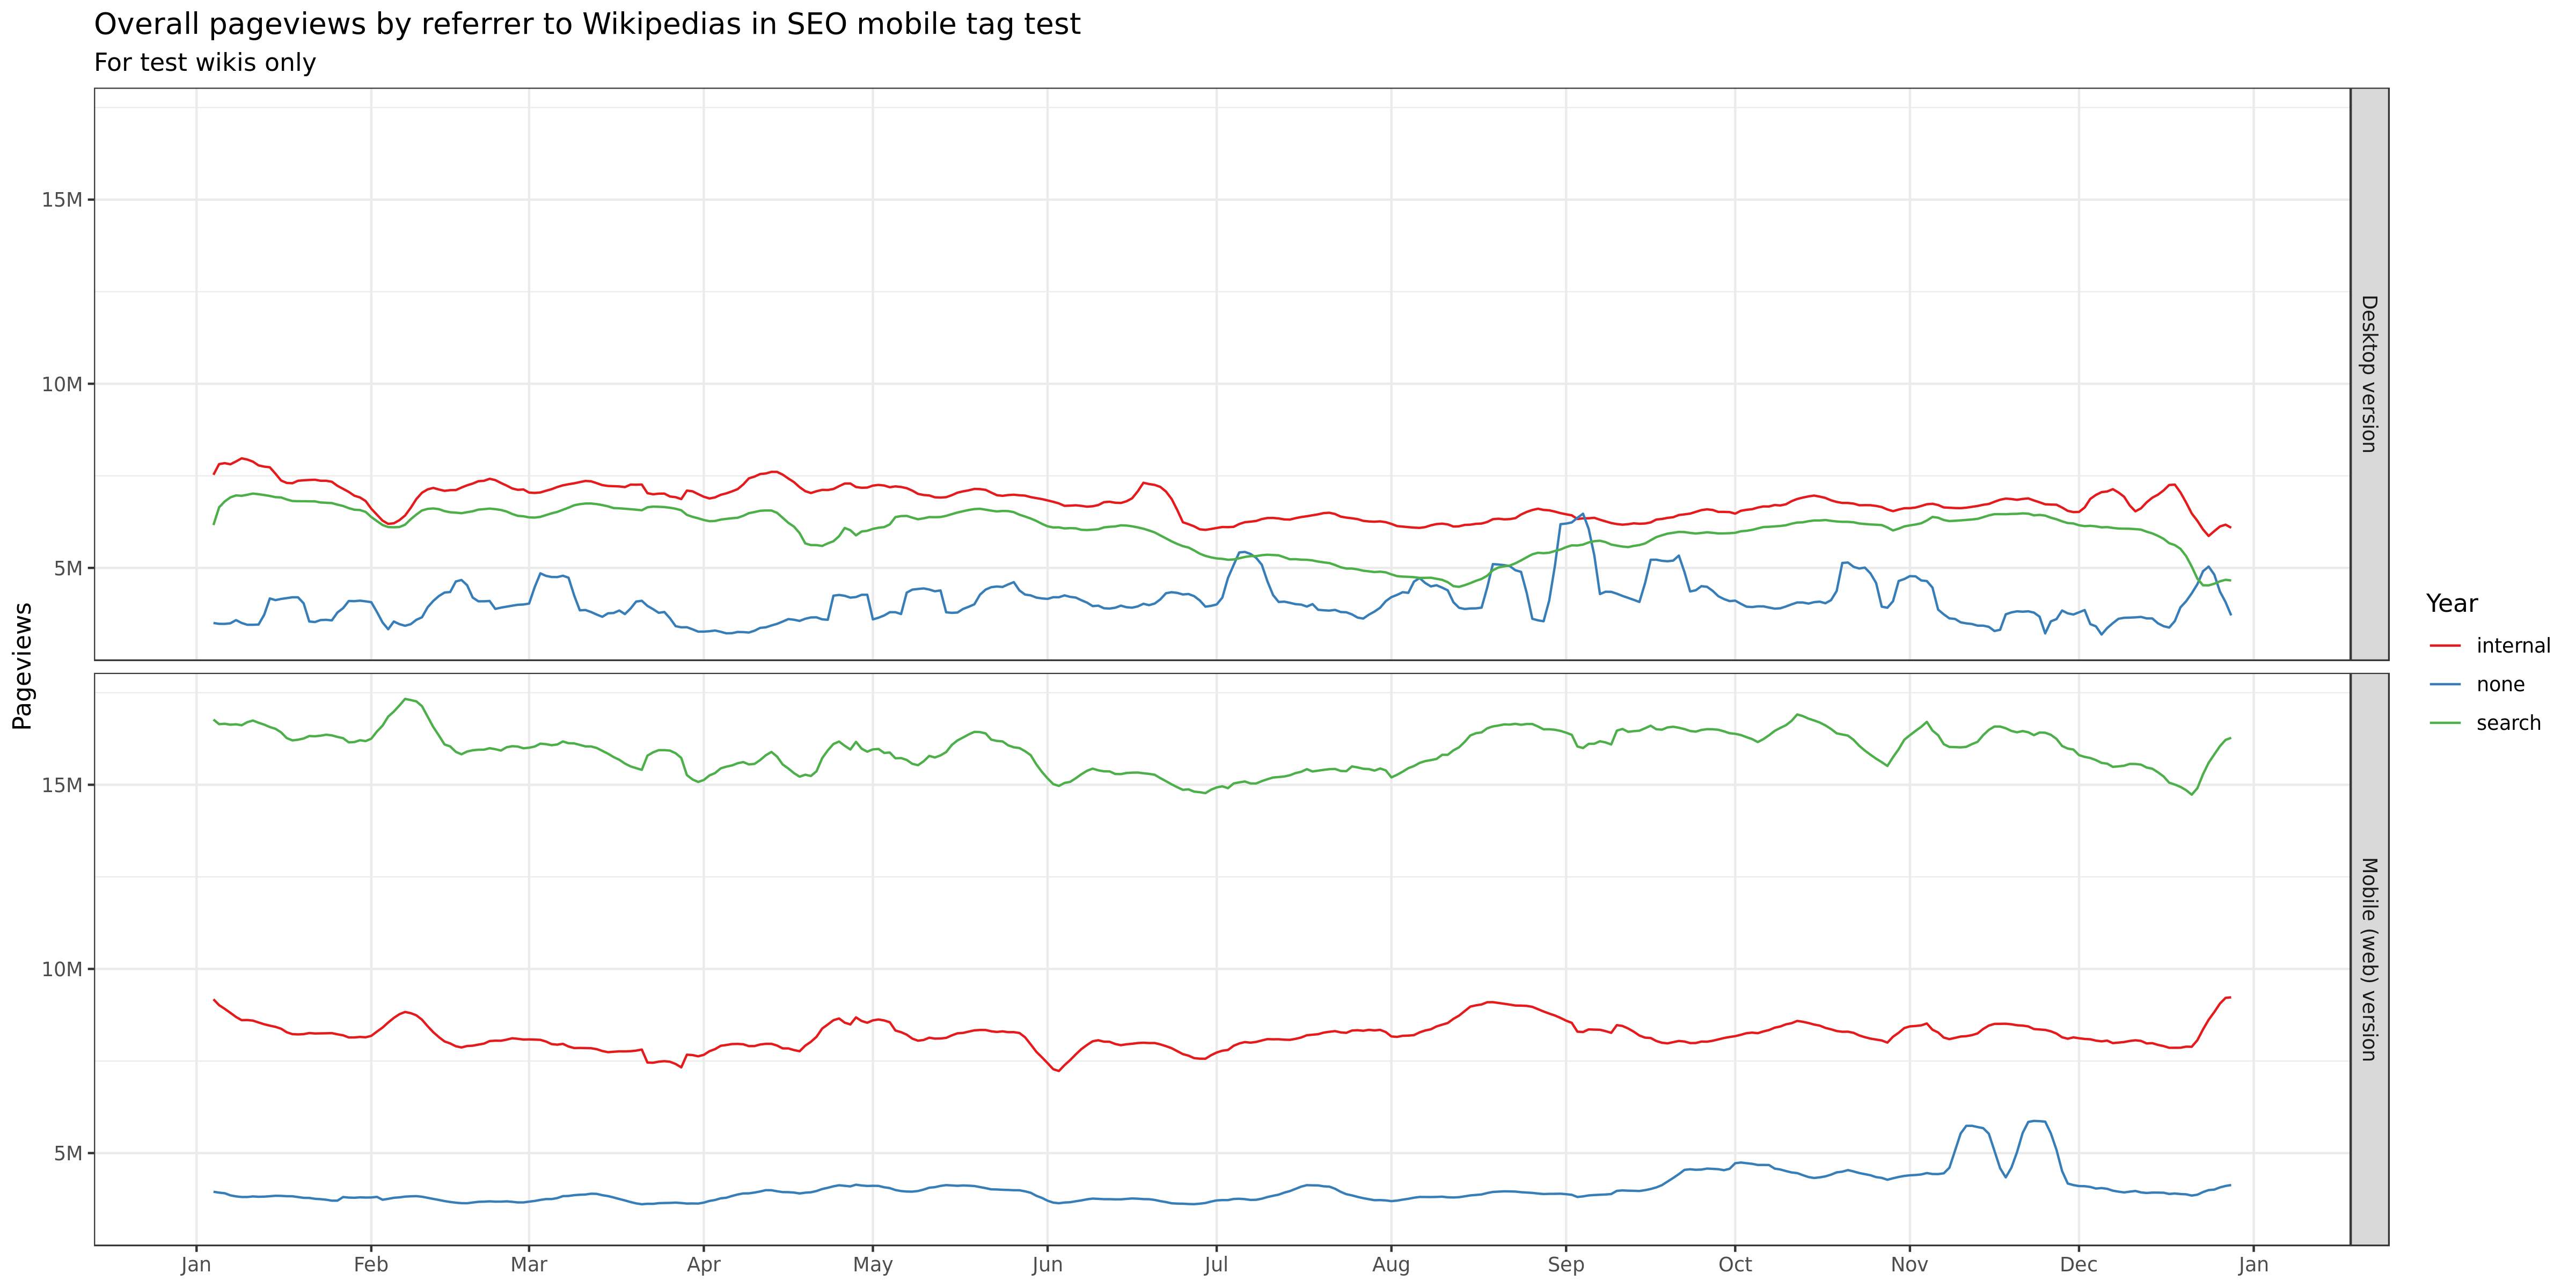 Overall pageviews by referrer to Wikipedias in SEO mobile tag test
For test wikis only
Pageviews
15M
10M
5M
Desktop version
15M
10M
5M
Mobile (web) version
Jan Feb Mar Apr May Jun Jul Aug Sep Oct Nov Dec Jan
Year
internal
none
search